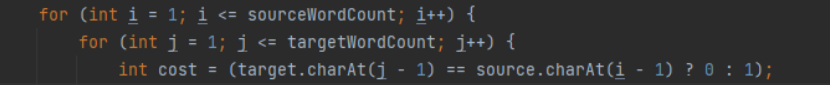 for (int i = 1; i <= sourceWordCount; i++) {
for (int j = 1; j <= targetWordCount; j++) {
int cost = (target.charAt(j - 1) == source.charAt(i - 1) ? 0 : 1);